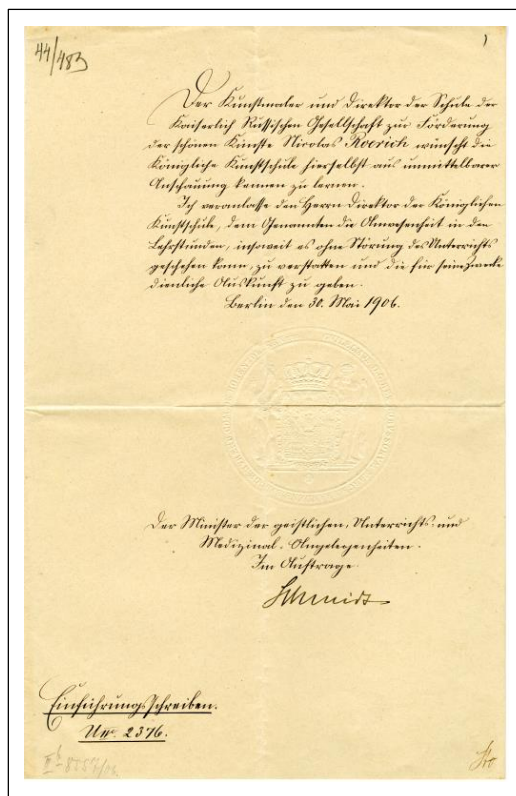 44/483
1
Der Kunstmaler und Direktor der Schule der
Kaiserlich Russischen Gesellschaft zur Förderung
der schönen Künste Nicolas Roerich wünscht die
Königliche Kunstschule hierselbst aus unmittelbarer
Anschauung kennen zu lernen.
Ich veranlasse den Herrn Direktor der Königlichen
Kunstschule, dem Genannten die Anwesenheit in den
Lehrstunden, insoweit es ohne Störung des Unterrichts
geschehen kann, zu verstatten und die für seine Zwecke
dienliche Auskunft zu geben.
Berlin den 30. Mai 1906.
Der Minister der geistlichen, Unterrichts- und
Medizinal-Angelegenheiten.
Im Auftrage
Schmidt
Einführungsschreiben.
UIV. 2376.